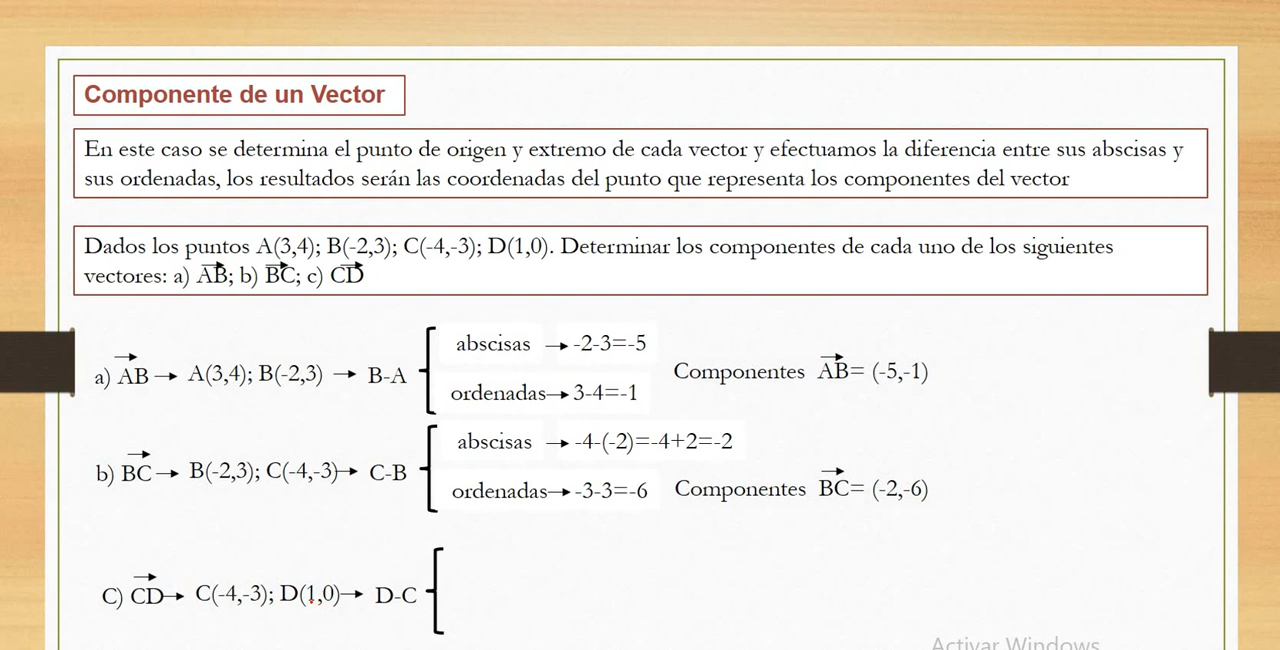 Componente de un Vector
En este caso se determina el punto de origen y extremo de cada vector y efectuamos la diferencia entre sus abscisas y
sus ordenadas, los resultados serán las coordenadas del punto que representa los componentes del vector
Dados los puntos A(3,4); B(-2,3); C(-4,-3); D(1,0). Determinar los componentes de cada uno de los siguientes
vectores: a) AB; b) BC; c) CD
abscisas → -2-3=-5
a) AB → A(3,4); B(-2,3) → B-A
Componentes AB= (-5,-1)
ordenadas→ 3-4=-1
abscisas → -4-(-2)=-4+2=-2
b) BC → B(-2,3); C(-4,-3)→ C-B
ordenadas→ -3-3=-6
Componentes BC= (-2,-6)
C) CD→ C(-4,-3); D(1,0)→ D-C
Activar Windows